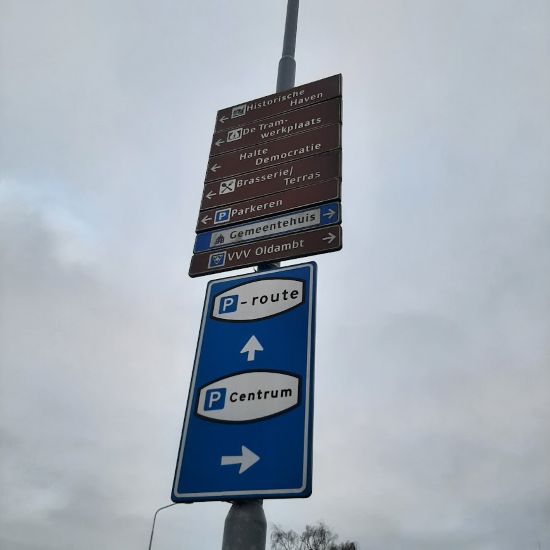 Historische
Haven
De Tram-
werkplaats
Halte
Democratie
Brasserie/
Terras
P Parkeren
Gemeentehuis
VVV Oldambt
P-route
P Centrum